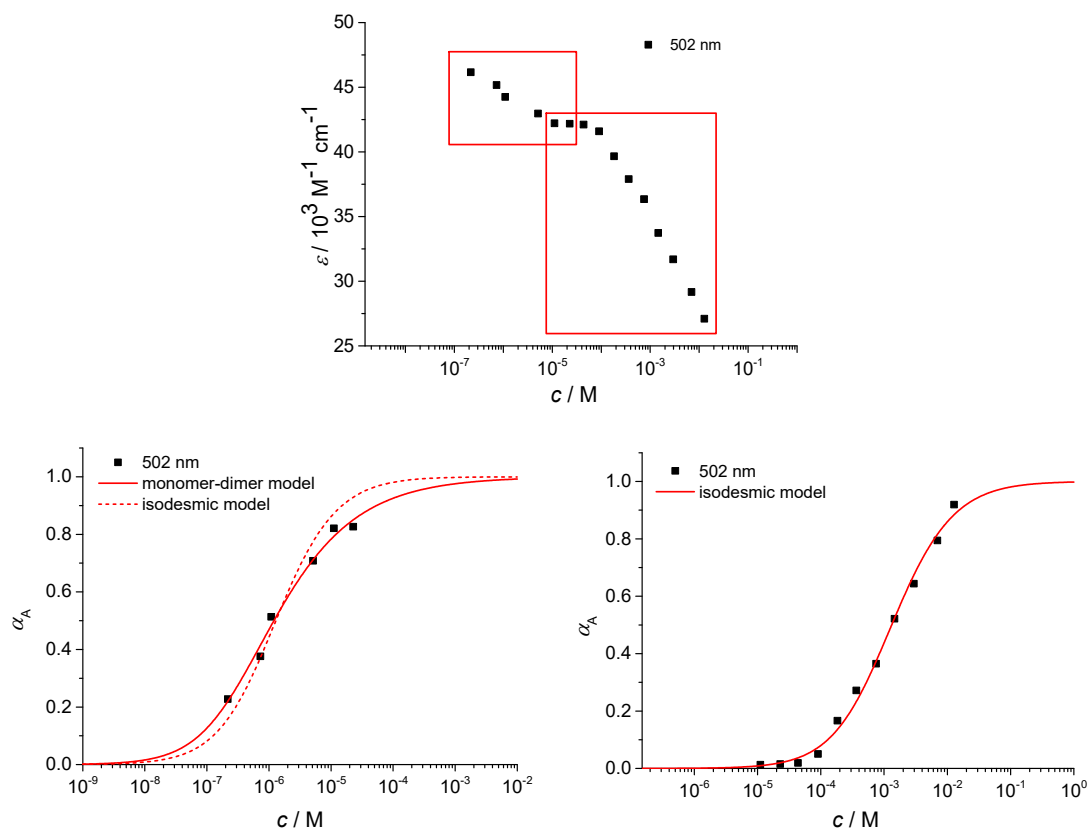 502 nm
50
45
40
35
30
25
ε / 10³ M⁻¹ cm⁻¹
10⁻⁷ 10⁻⁵ 10⁻³ 10⁻¹
c / M
502 nm
monomer-dimer model
isodesmic model
1.0
0.8
0.6
0.4
0.2
0.0
α_A
10⁻⁹ 10⁻⁸ 10⁻⁷ 10⁻⁶ 10⁻⁵ 10⁻⁴ 10⁻³ 10⁻²
c / M
502 nm
isodesmic model
1.0
0.8
0.6
0.4
0.2
0.0
α_A
10⁻⁶ 10⁻⁵ 10⁻⁴ 10⁻³ 10⁻² 10⁻¹ 10⁰
c / M